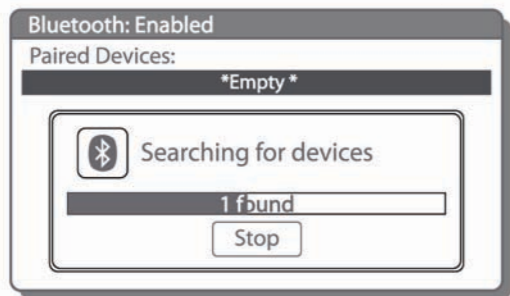 Bluetooth: Enabled
Paired Devices:
*Empty *
Searching for devices
1 found
Stop